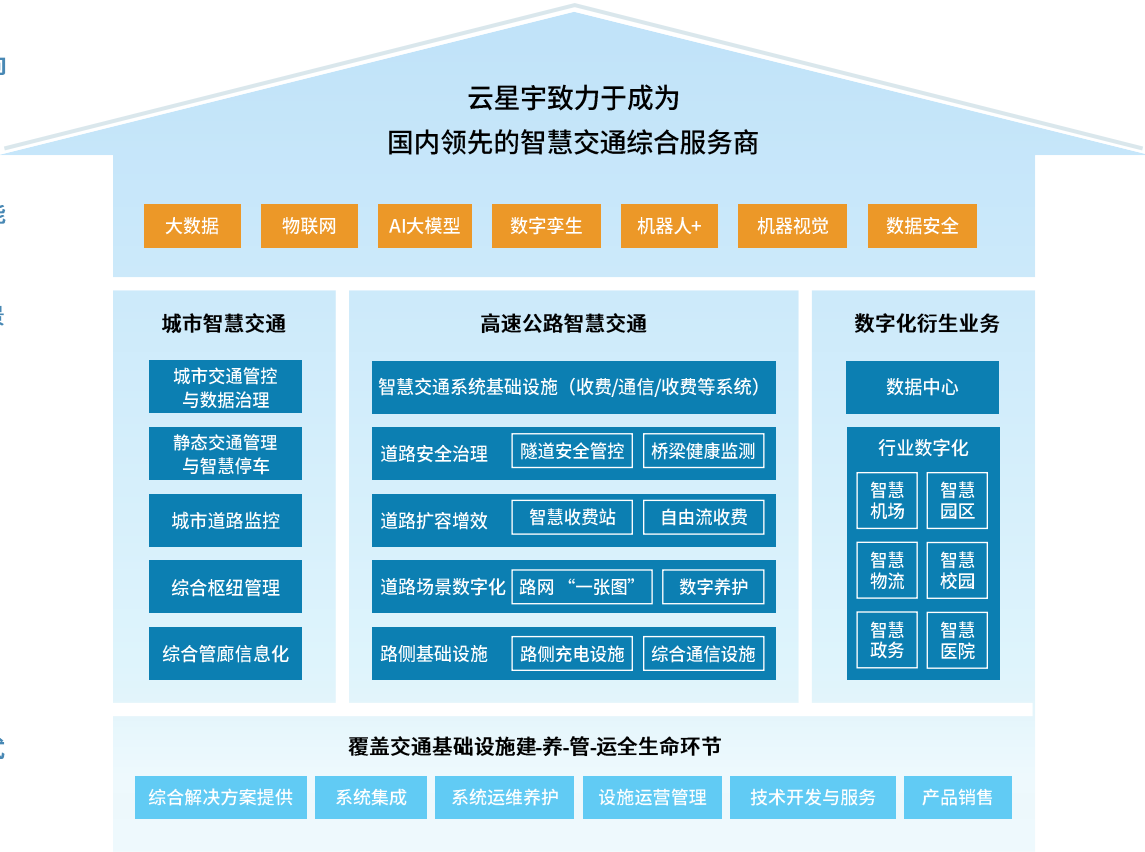 云星宇致力于成为
国内领先的智慧交通综合服务商
大数据
物联网
AI大模型
数字孪生
机器人+
机器视觉
数据安全
城市智慧交通
城市交通管控
与数据治理
静态交通管理
与智慧停车
城市道路监控
综合枢纽管理
综合管廊信息化
高速公路智慧交通
智慧交通系统基础设施（收费/通信/收费等系统）
道路安全治理
隧道安全管控
桥梁健康监测
道路扩容增效
智慧收费站
自由流收费
道路场景数字化
路网 “一张图”
数字养护
路侧基础设施
路侧充电设施
综合通信设施
数字化衍生业务
数据中心
行业数字化
智慧
机场
智慧
园区
智慧
物流
智慧
校园
智慧
政务
智慧
医院
覆盖交通基础设施建-养-管-运全生命环节
综合解决方案提供
系统集成
系统运维养护
设施运营管理
技术开发与服务
产品销售